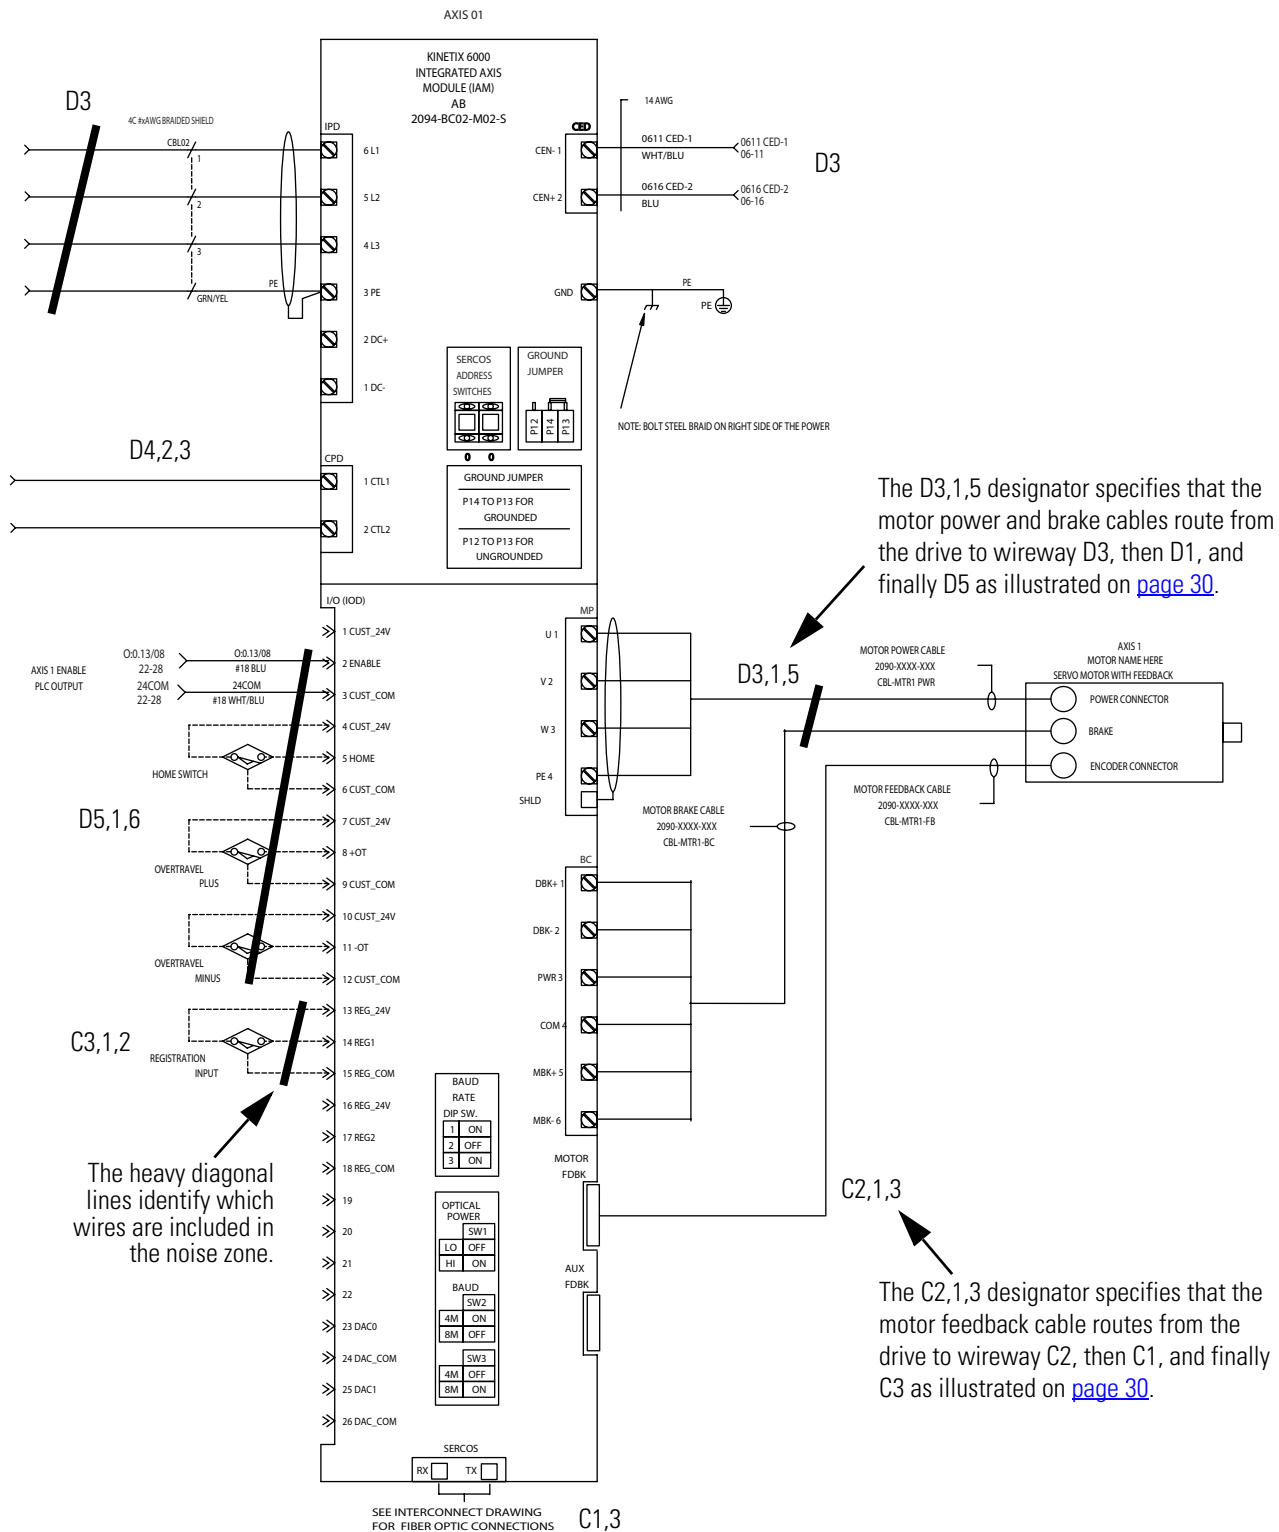 AXIS 01
KINETIX 6000
INTEGRATED AXIS
MODULE (IAM)
AB
2094-BC02-M02-S
D3
4C #xAWG BRAIDED SHIELD
CBL02
1
2
3
PE
GRN/YEL
IPD
6 L1
5 L2
4 L3
3 PE
2 DC+
1 DC-
CED
CEN- 1
CEN+ 2
14 AWG
0611 CED-1
WHT/BLU
0611 CED-1
06-11
0616 CED-2
BLU
0616 CED-2
06-16
D3
GND
PE
PE
NOTE: BOLT STEEL BRAID ON RIGHT SIDE OF THE POWER
SERCOS
ADDRESS
SWITCHES
0 0
GROUND
JUMPER
P12
P14
P13
GROUND JUMPER
P14 TO P13 FOR
GROUNDED
P12 TO P13 FOR
UNGROUNDED
D4,2,3
CPD
1 CTL1
2 CTL2
The D3,1,5 designator specifies that the
motor power and brake cables route from
the drive to wireway D3, then D1, and
finally D5 as illustrated on page 30.
I/O (IOD)
1 CUST_24V
2 ENABLE
3 CUST_COM
4 CUST_24V
5 HOME
6 CUST_COM
7 CUST_24V
8 +OT
9 CUST_COM
10 CUST_24V
11 -OT
12 CUST_COM
13 REG_24V
14 REG1
15 REG_COM
16 REG_24V
17 REG2
18 REG_COM
19
20
21
22
23 DAC0
24 DAC_COM
25 DAC1
26 DAC_COM
AXIS 1 ENABLE
PLC OUTPUT
O:0.13/08
22-28
24COM
22-28
O:0.13/08
#18 BLU
24COM
#18 WHT/BLU
HOME SWITCH
D5,1,6
OVERTRAVEL
PLUS
OVERTRAVEL
MINUS
C3,1,2
REGISTRATION
INPUT
The heavy diagonal
lines identify which
wires are included in
the noise zone.
MP
U 1
V 2
W 3
PE 4
SHLD
D3,1,5
MOTOR POWER CABLE
2090-XXXX-XXX
CBL-MTR1 PWR
AXIS 1
MOTOR NAME HERE
SERVO MOTOR WITH FEEDBACK
POWER CONNECTOR
BRAKE
ENCODER CONNECTOR
MOTOR FEEDBACK CABLE
2090-XXXX-XXX
CBL-MTR1-FB
MOTOR BRAKE CABLE
2090-XXXX-XXX
CBL-MTR1-BC
BC
DBK+ 1
DBK- 2
PWR 3
COM 4
MBK+ 5
MBK- 6
BAUD
RATE
DIP SW.
1 ON
2 OFF
3 ON
MOTOR
FDBK
OPTICAL
POWER
SW1
LO OFF
HI ON
BAUD
SW2
4M ON
8M OFF
SW3
4M OFF
8M ON
AUX
FDBK
C2,1,3
The C2,1,3 designator specifies that the
motor feedback cable routes from the
drive to wireway C2, then C1, and finally
C3 as illustrated on page 30.
SERCOS
RX
TX
SEE INTERCONNECT DRAWING
FOR FIBER OPTIC CONNECTIONS
C1,3